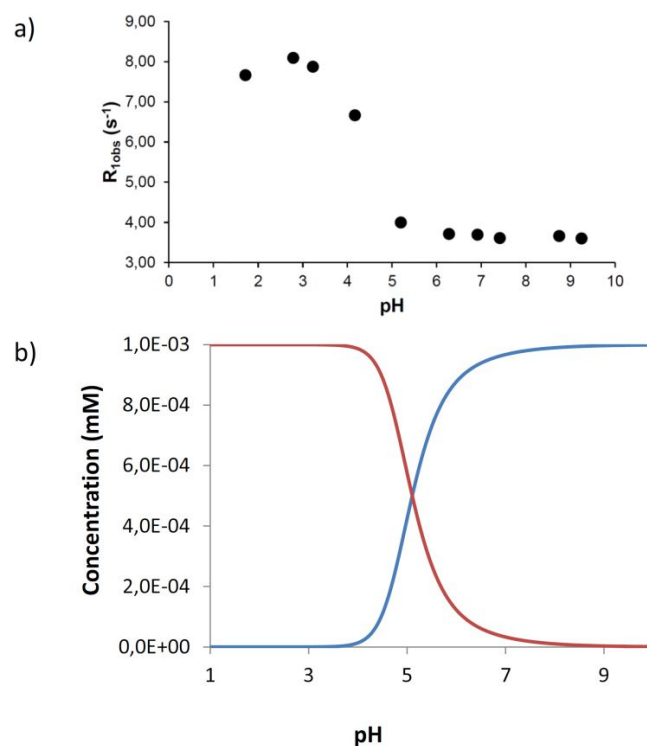 a)
9,00
8,00
7,00
6,00
5,00
4,00
3,00
R1obs (s-1)
0 1 2 3 4 5 6 7 8 9 10
pH
b)
1,0E-03
8,0E-04
6,0E-04
4,0E-04
2,0E-04
0,0E+00
Concentration (mM)
1 3 5 7 9
pH